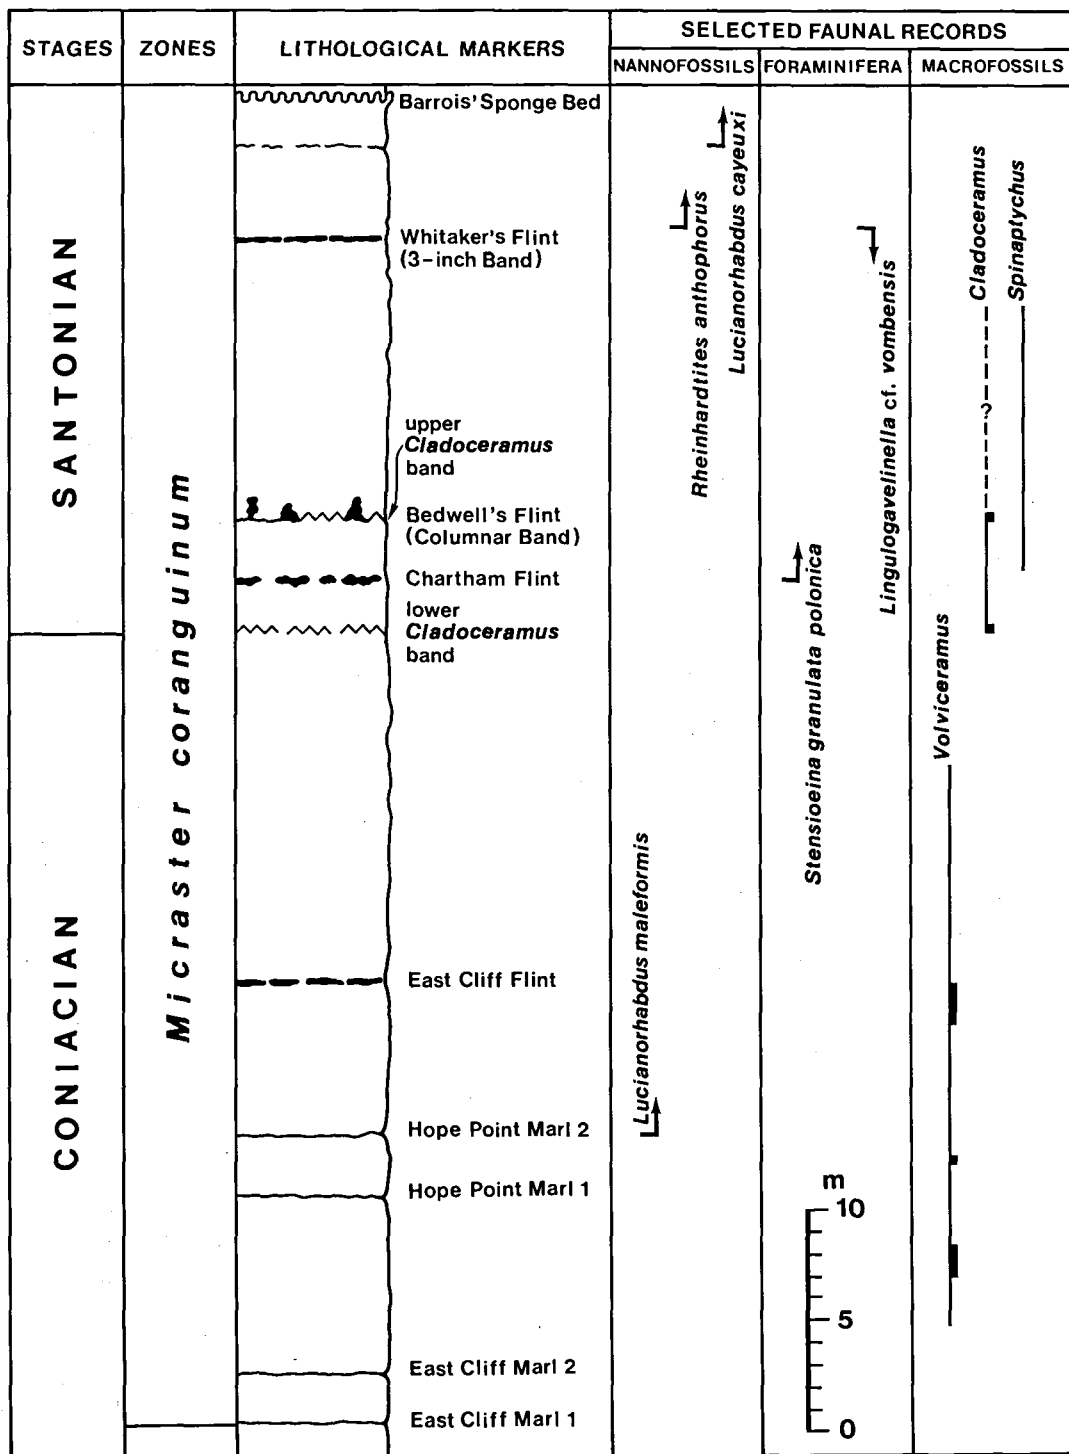 STAGES
ZONES
LITHOLOGICAL MARKERS
SELECTED FAUNAL RECORDS
NANNOFOSSILS
FORAMINIFERA
MACROFOSSILS
SANTONIAN
CONIACIAN
Micraster coranguinum
Barrois' Sponge Bed
Whitaker's Flint
(3-inch Band)
upper
Cladoceramus
band
Bedwell's Flint
(Columnar Band)
Chartham Flint
lower
Cladoceramus
band
East Cliff Flint
Hope Point Marl 2
Hope Point Marl 1
East Cliff Marl 2
East Cliff Marl 1
Lucianorhabdus maleformis
Rheinhardtites anthophorus
Lucianorhabdus cayeuxi
Stensioeina granulata polonica
Lingulogavelinella cf. vombensis
Volviceramus
Cladoceramus
?
Spinaptychus
m
10
5
0